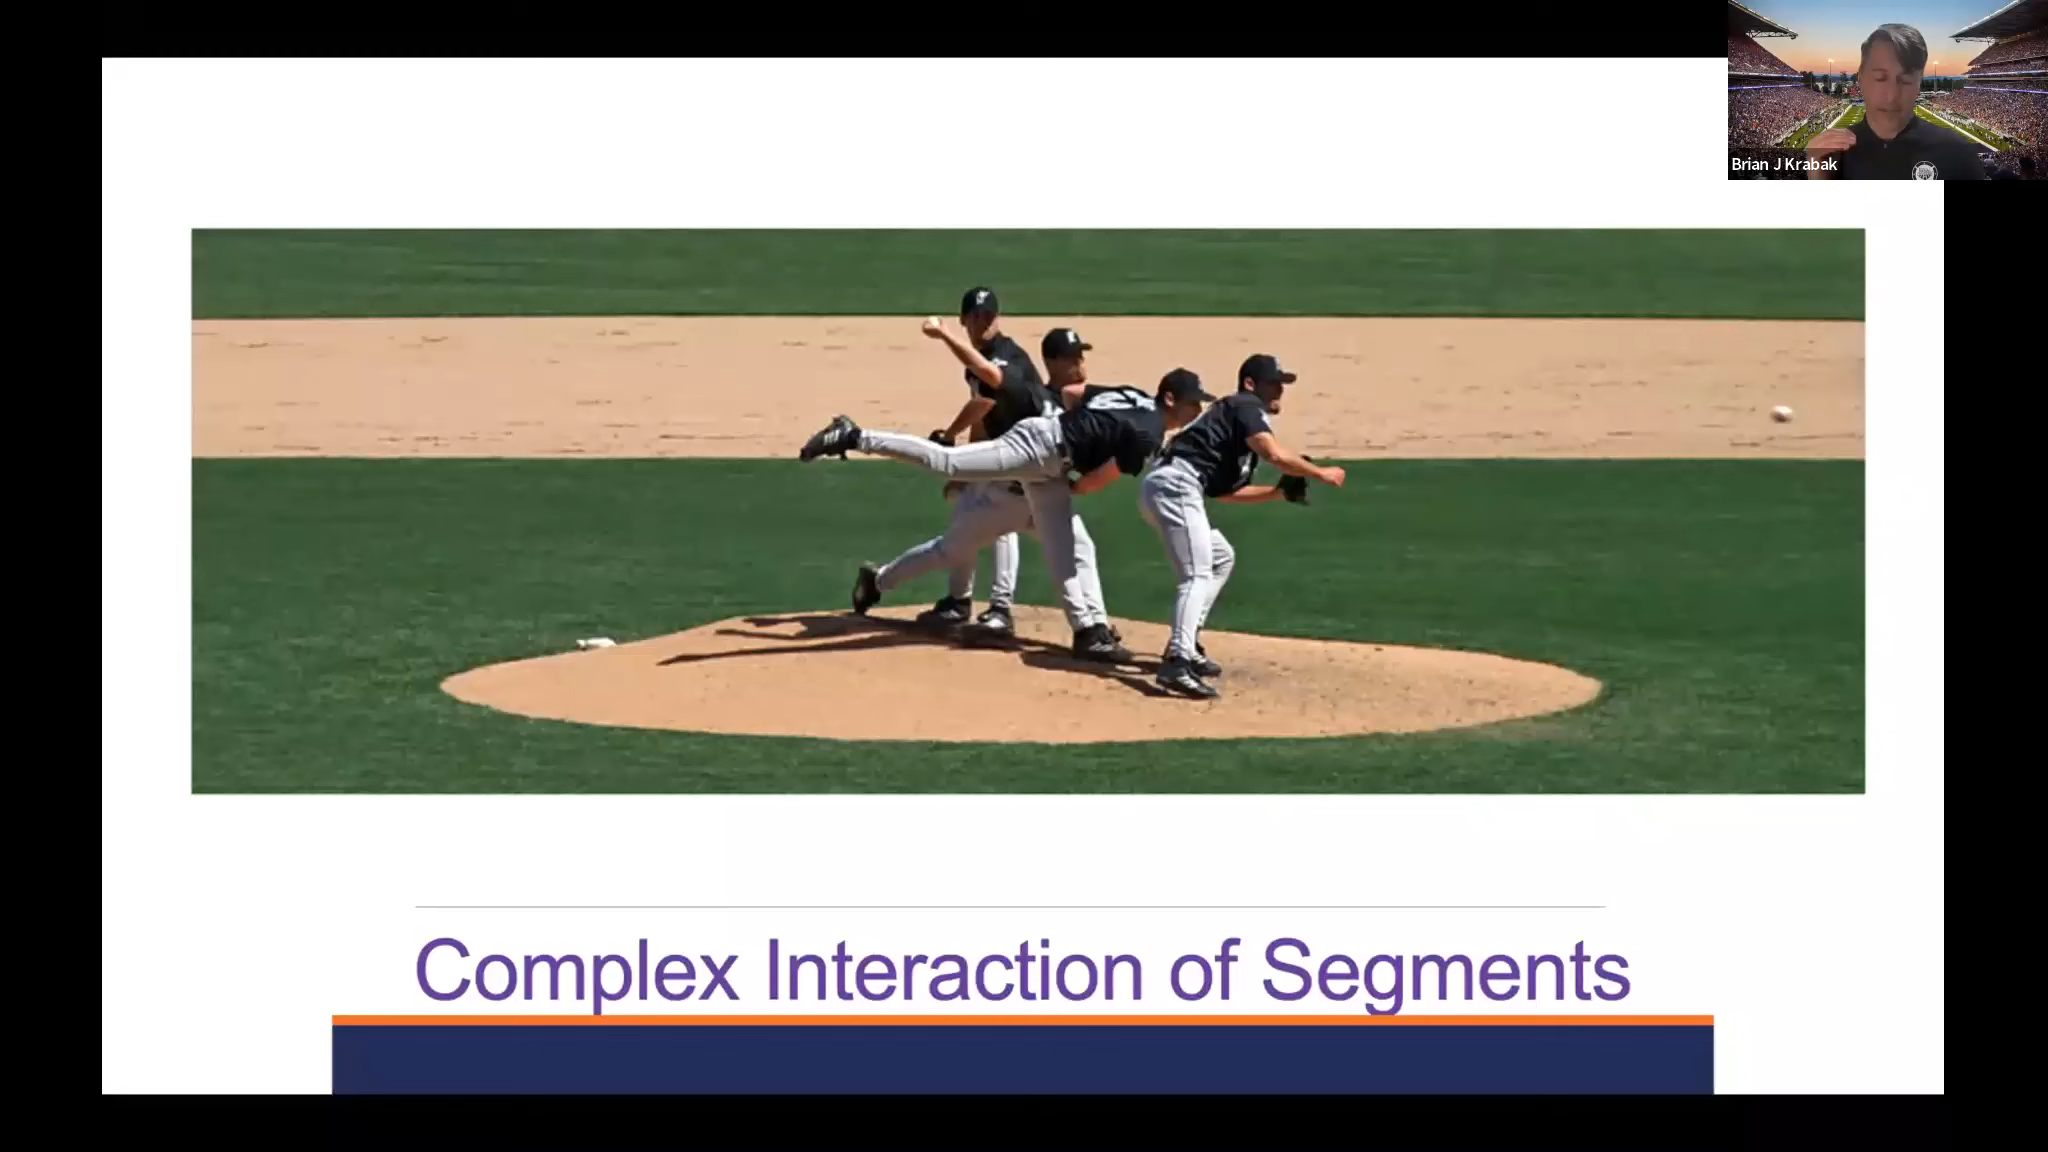 Brian J Krabak
Complex Interaction of Segments